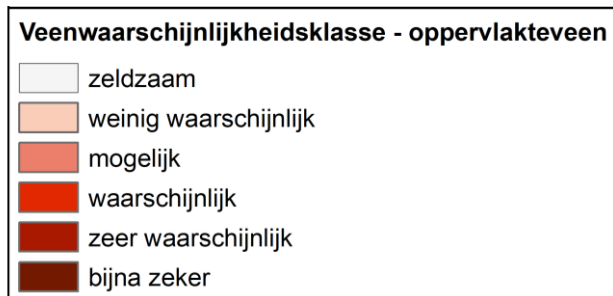 Veenwaarschijnlijkheidsklasse - oppervlakteveen
zeldzaam
weinig waarschijnlijk
mogelijk
waarschijnlijk
zeer waarschijnlijk
bijna zeker